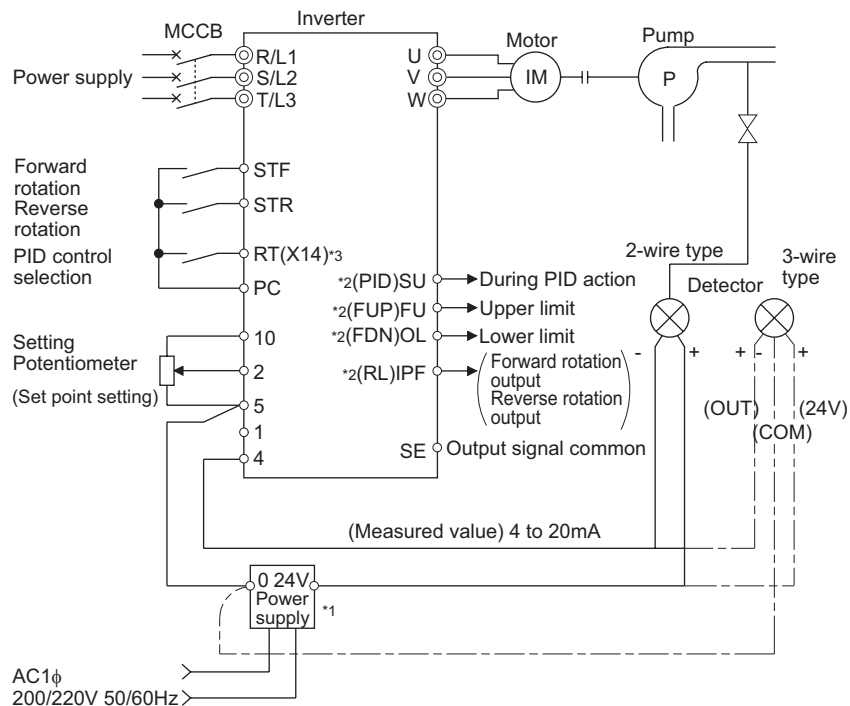 Inverter
MCCB
R/L1
S/L2
T/L3
Power supply
U
V
W
Motor
IM
Pump
P
Forward
rotation
Reverse
rotation
PID control
selection
STF
STR
RT(X14)*3
PC
Setting
Potentiometer
(Set point setting)
10
2
5
1
4
*2(PID)SU
During PID action
*2(FUP)FU
Upper limit
*2(FDN)OL
Lower limit
*2(RL)IPF
Forward rotation
output
Reverse rotation
output
SE
Output signal common
2-wire type
Detector
3-wire
type
- +
+ - +
(OUT)
(24V)
(COM)
(Measured value) 4 to 20mA
0 24V
Power
supply
*1
AC1ϕ
200/220V 50/60Hz